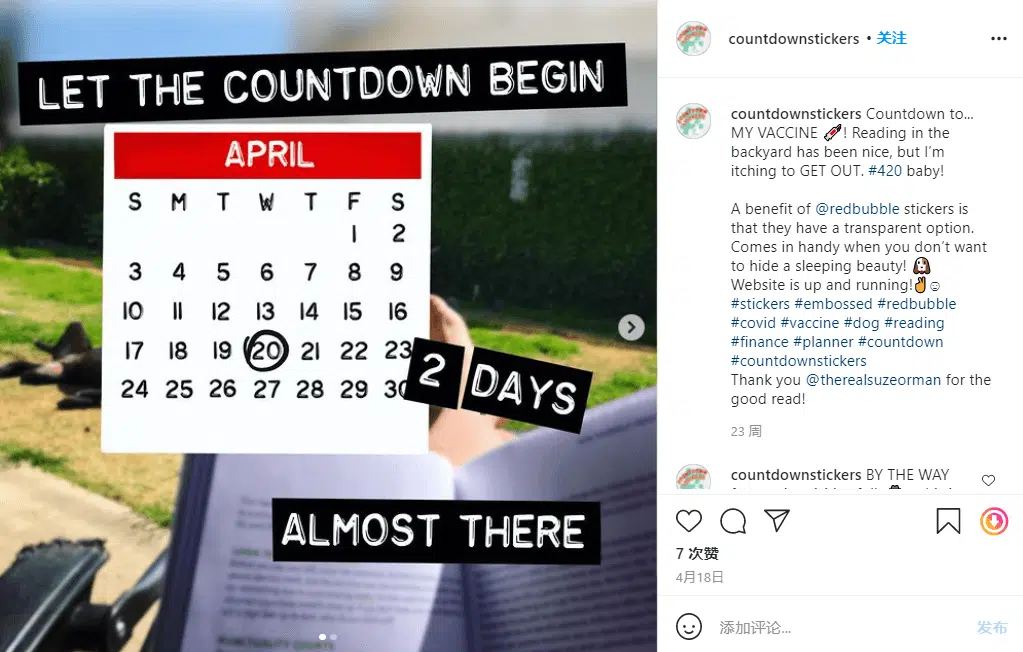 LET THE COUNTDOWN BEGIN
APRIL
S M T W T F S
1 2
3 4 5 6 7 8 9
10 11 12 13 14 15 16
17 18 19 20 21 22 23
24 25 26 27 28 29 30
2 DAYS
ALMOST THERE
countdownstickers • 关注
countdownstickers Countdown to...
MY VACCINE 💉! Reading in the
backyard has been nice, but I'm
itching to GET OUT. #420 baby!
A benefit of @redbubble stickers is
that they have a transparent option.
Comes in handy when you don't want
to hide a sleeping beauty! 🐶
Website is up and running!✌☺
#stickers #embossed #redbubble
#covid #vaccine #dog #reading
#finance #planner #countdown
#countdownstickers
Thank you @therealsuzeorman for the
good read!
23 周
countdownstickers BY THE WAY
7 次赞
4月18日
添加评论...
发布